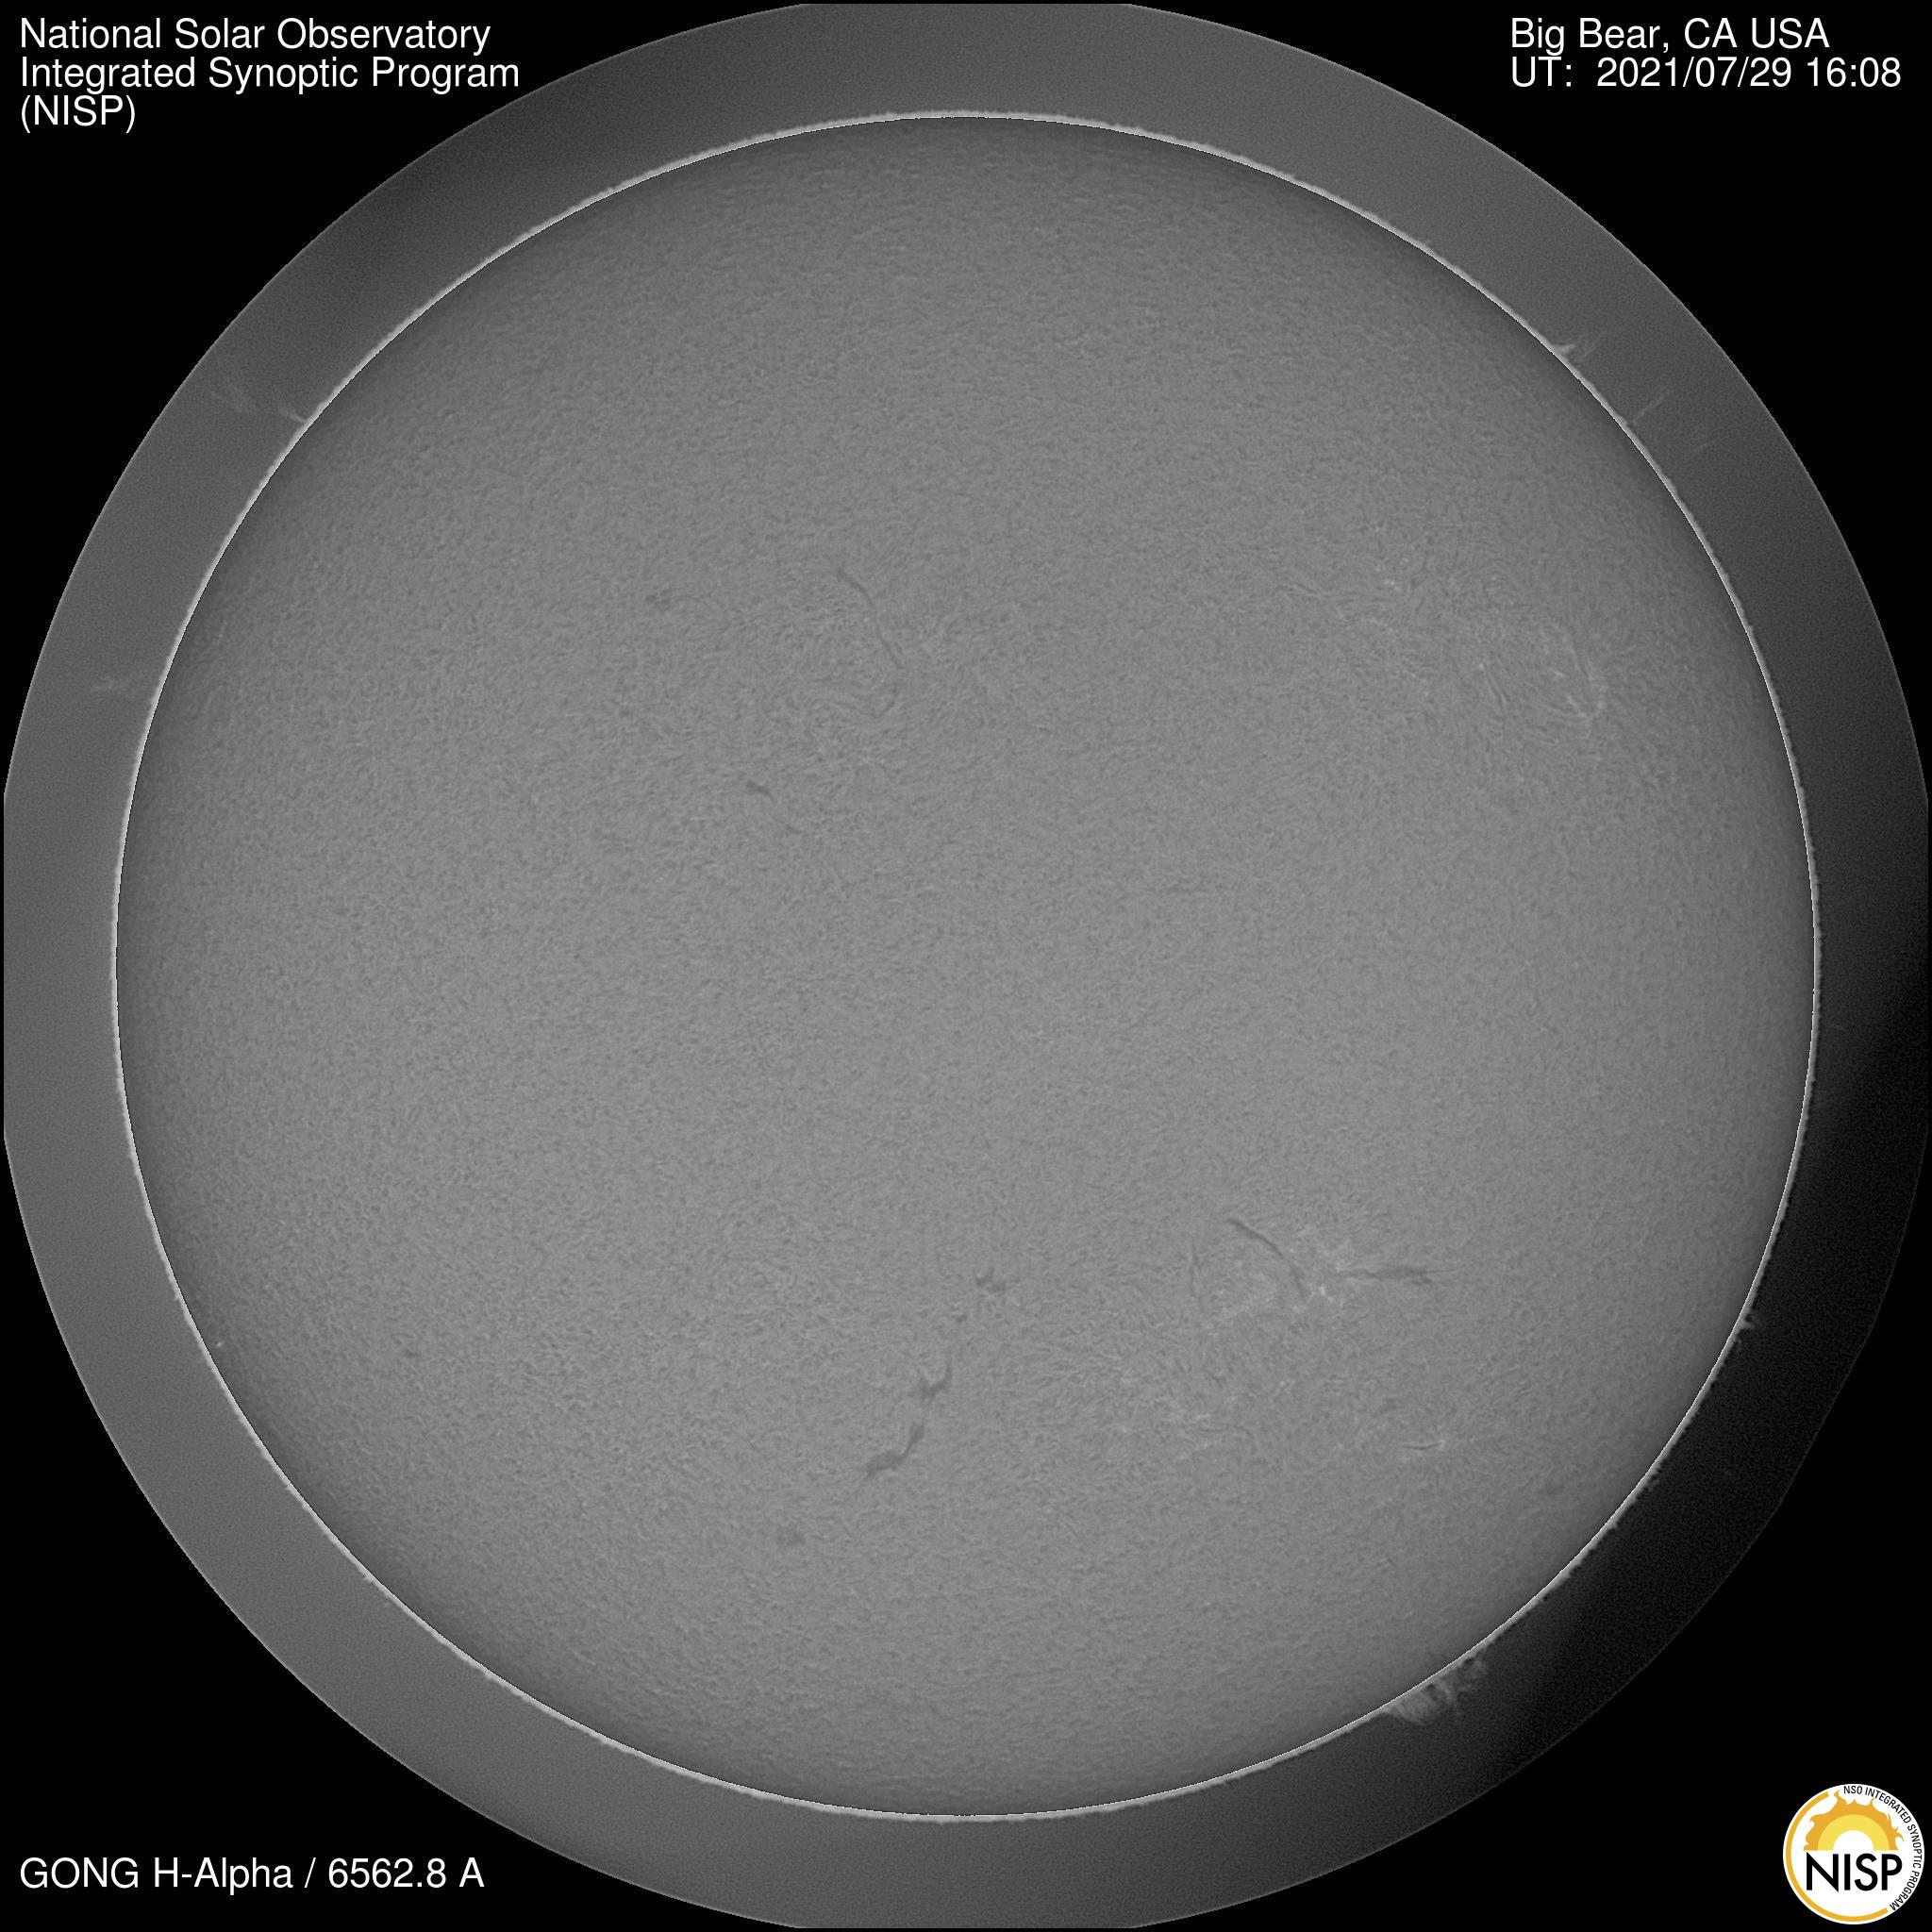 National Solar Observatory
Integrated Synoptic Program
(NISP)
Big Bear, CA USA
UT: 2021/07/29 16:08
GONG H-Alpha / 6562.8 A
NSO INTEGRATED SYNOPTIC PROGRAM
NISP